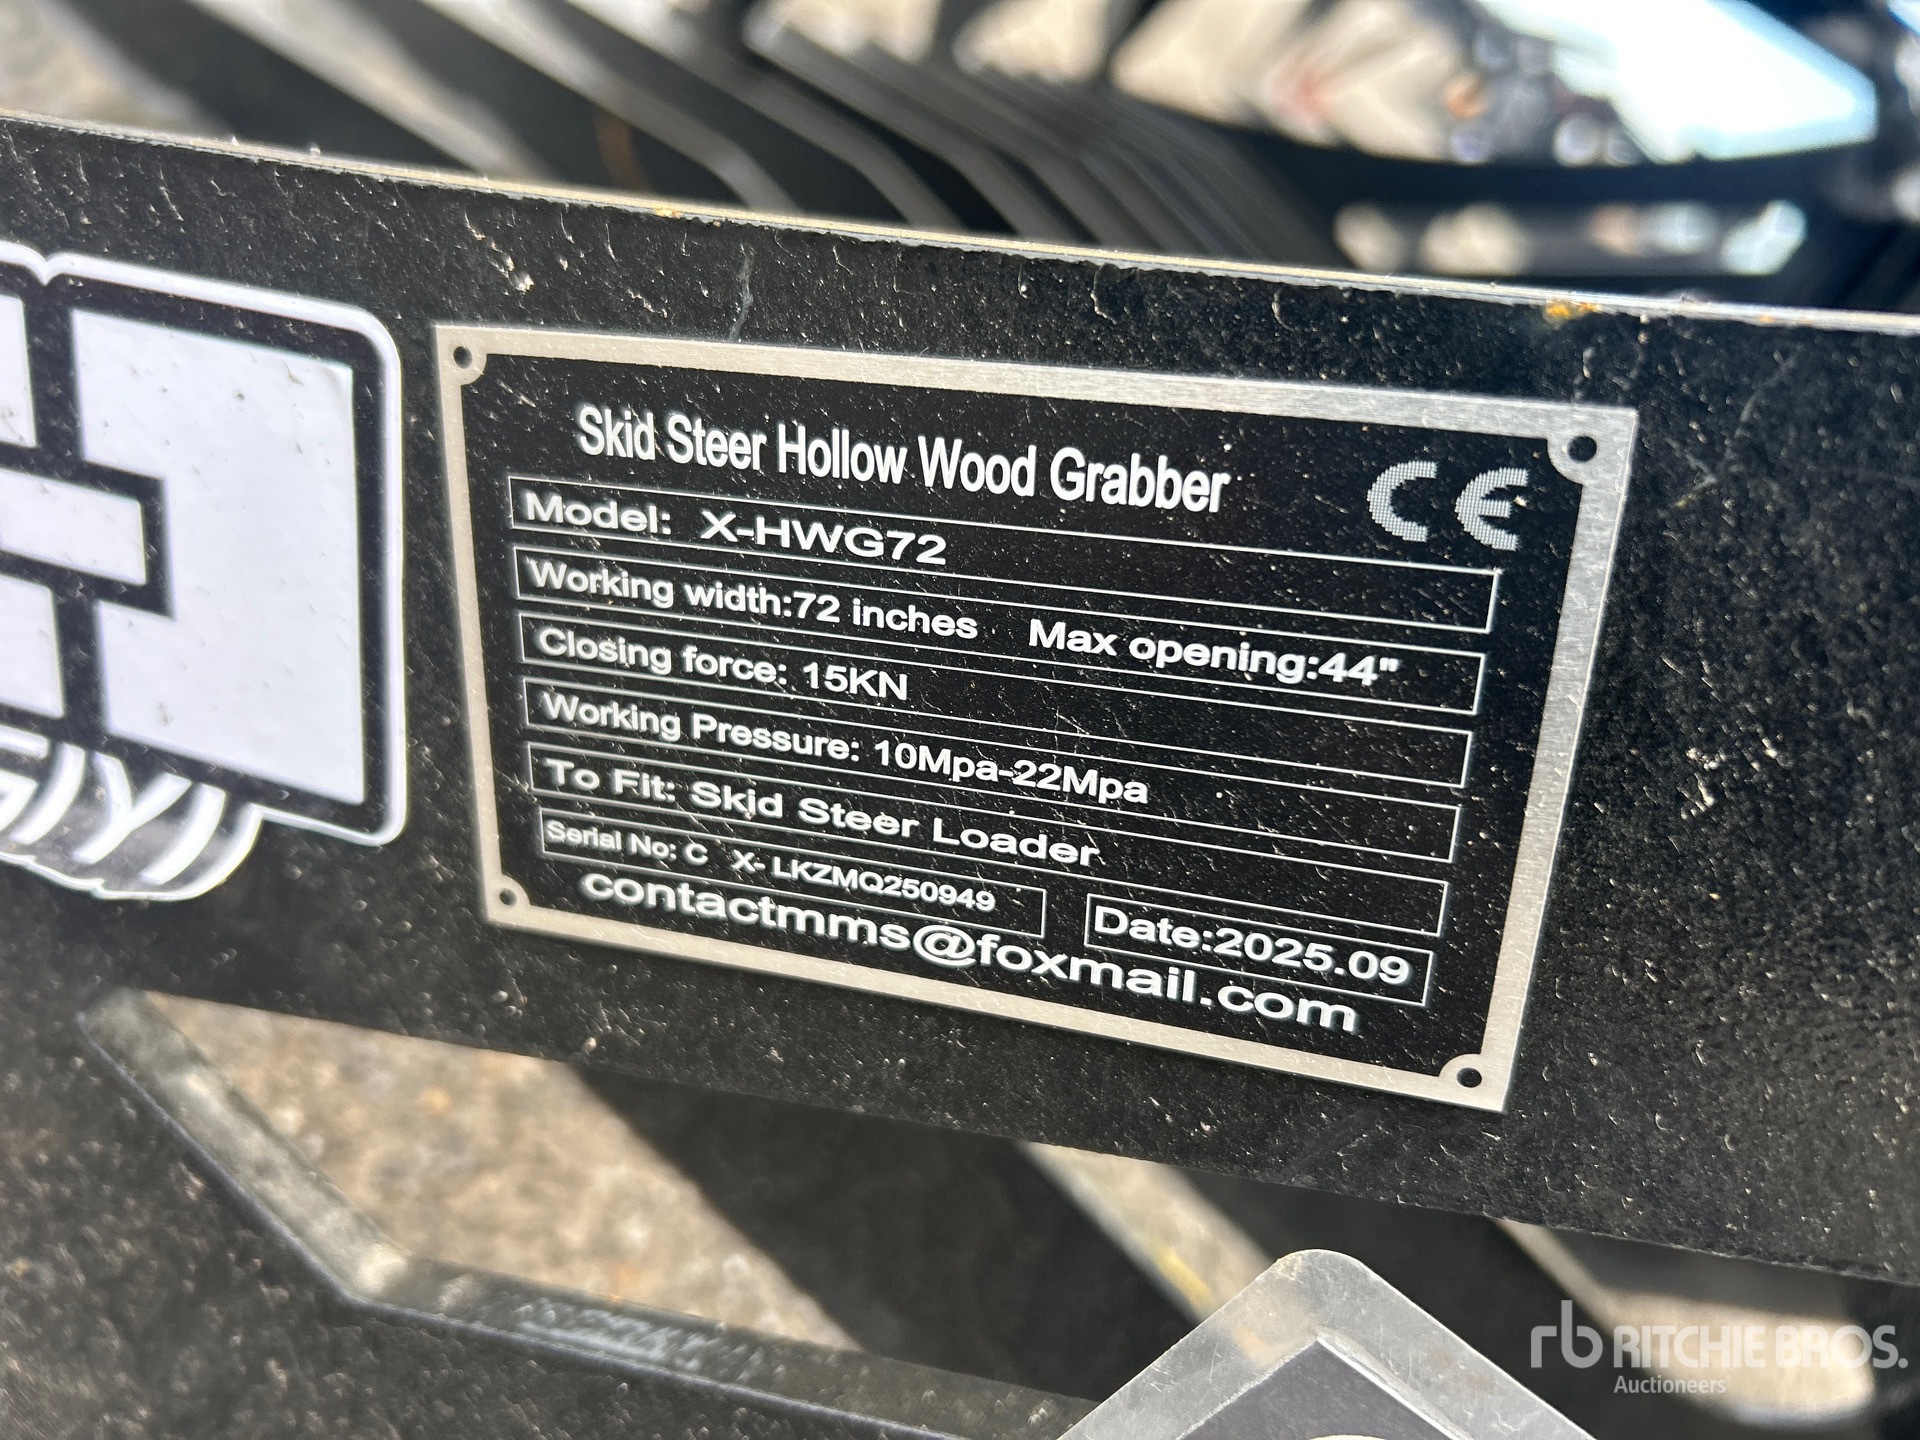 Skid Steer Hollow Wood Grabber
CE
Model: X-HWG72
Working width:72 inches Max opening:44"
Closing force: 15KN
Working Pressure: 10Mpa-22Mpa
To Fit: Skid Steer Loader
Serial No: C X- LKZMQ250949
Date:2025.09
contactmms@foxmail.com
rb RITCHIE BROS.
Auctioneers